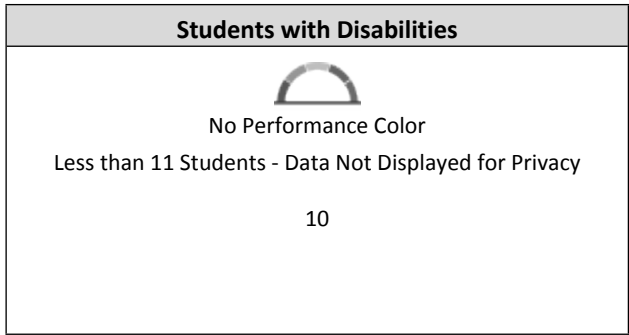 Students with Disabilities
No Performance Color
Less than 11 Students - Data Not Displayed for Privacy
10